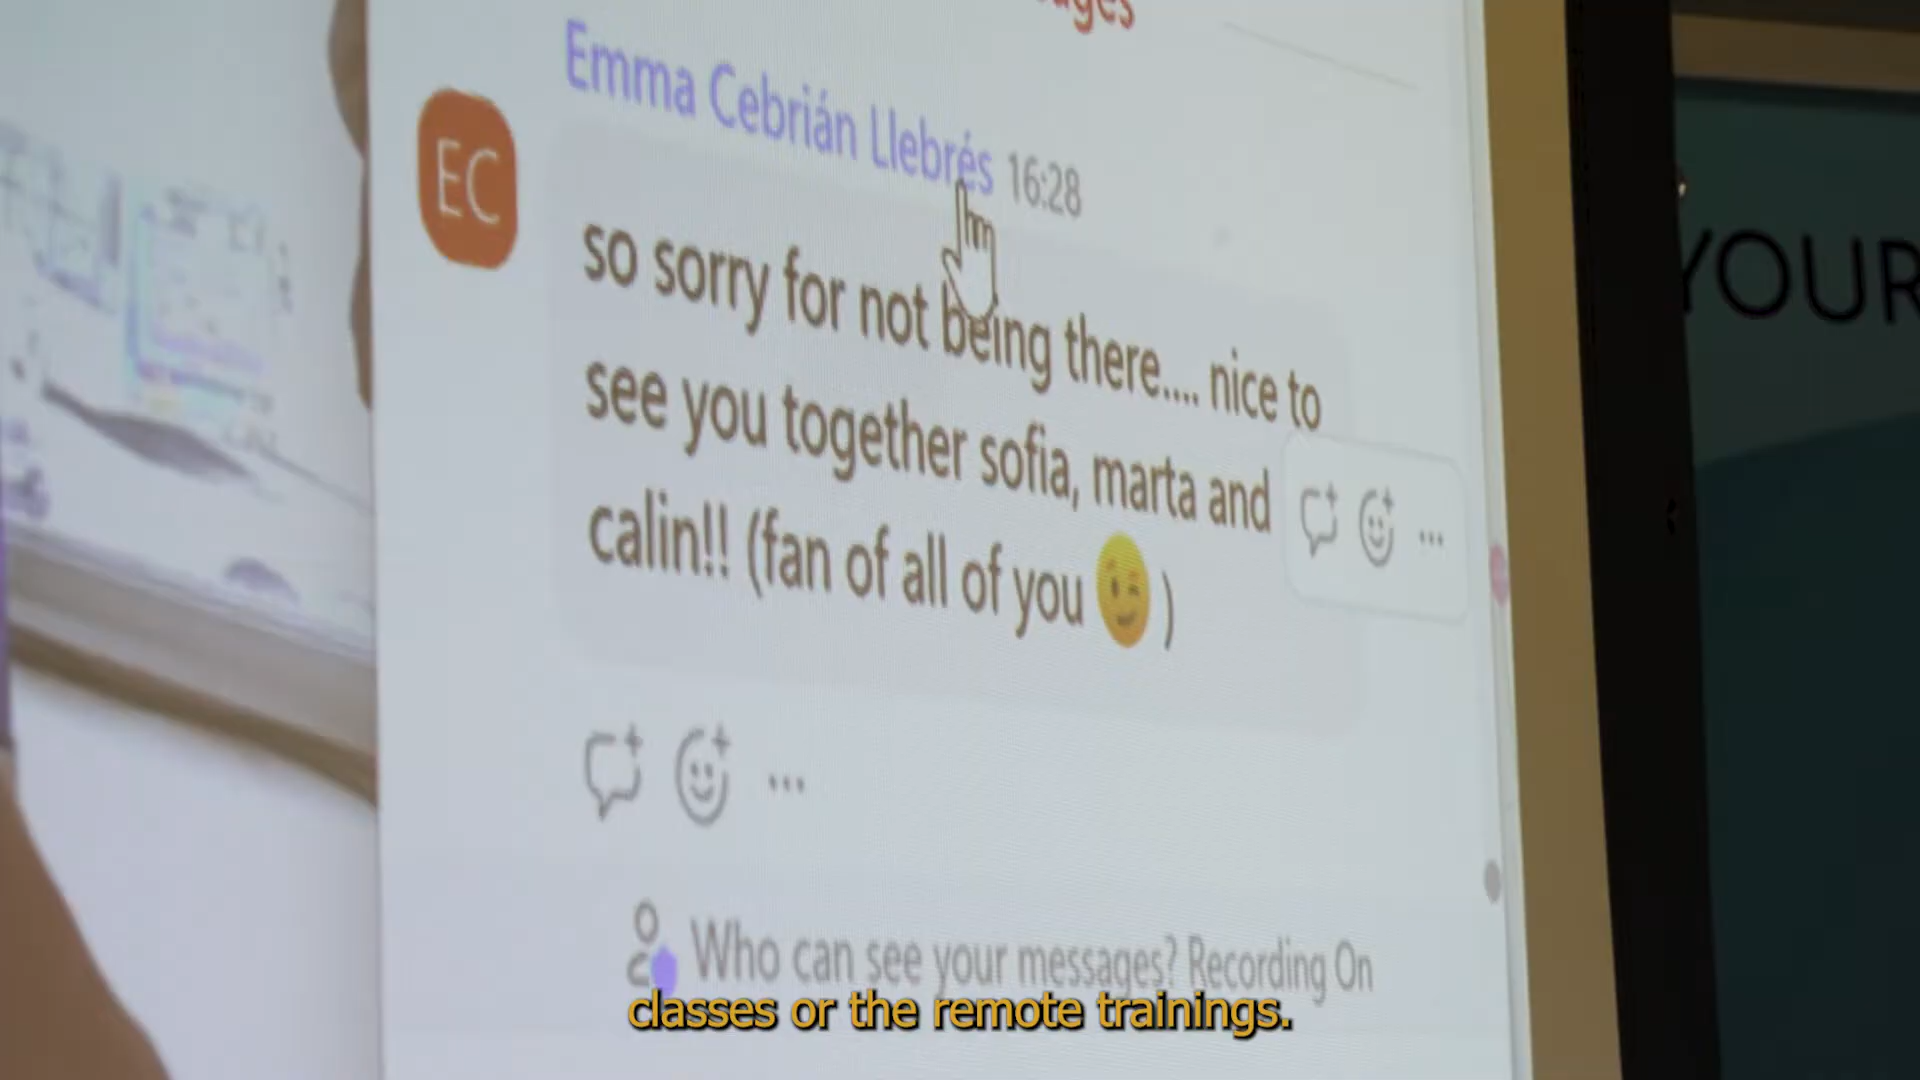 Emma Cebrián Llebrés 16:28
EC
so sorry for not being there.... nice to
see you together sofia, marta and
calin!! (fan of all of you 😉 )
Who can see your messages? Recording On
YOUR
classes or the remote trainings.